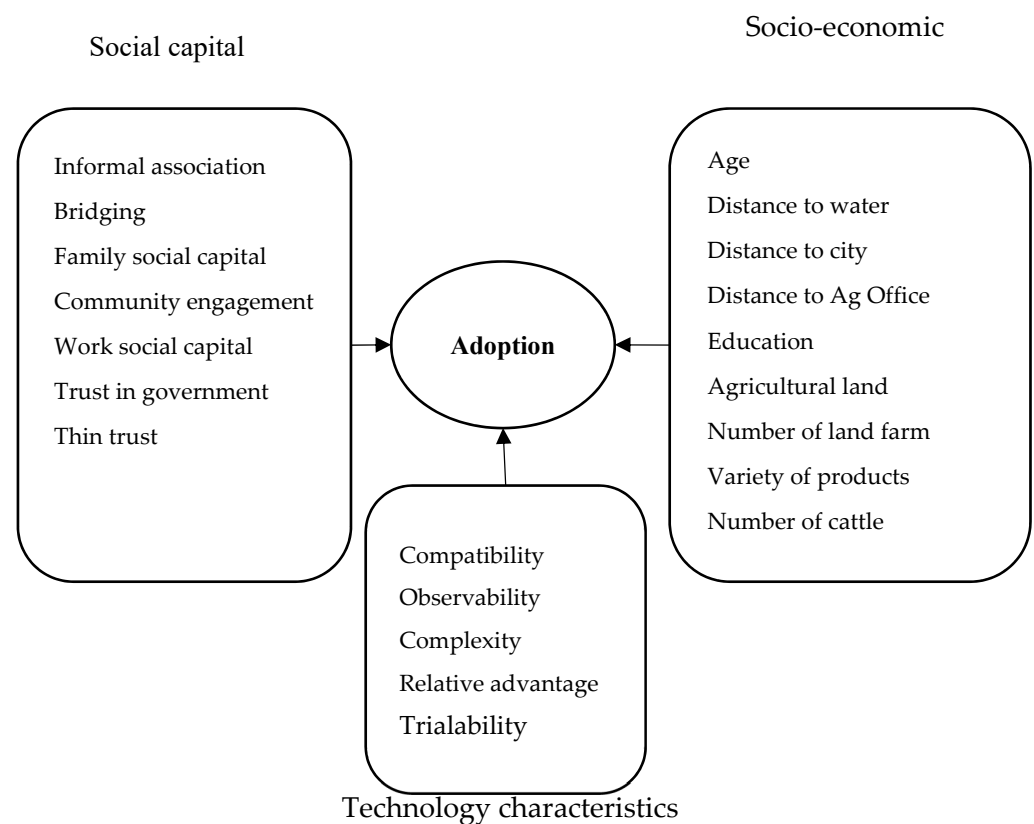 Social capital
Socio-economic
Informal association
Bridging
Family social capital
Community engagement
Work social capital
Trust in government
Thin trust
Adoption
Age
Distance to water
Distance to city
Distance to Ag Office
Education
Agricultural land
Number of land farm
Variety of products
Number of cattle
Compatibility
Observability
Complexity
Relative advantage
Trialability
Technology characteristics